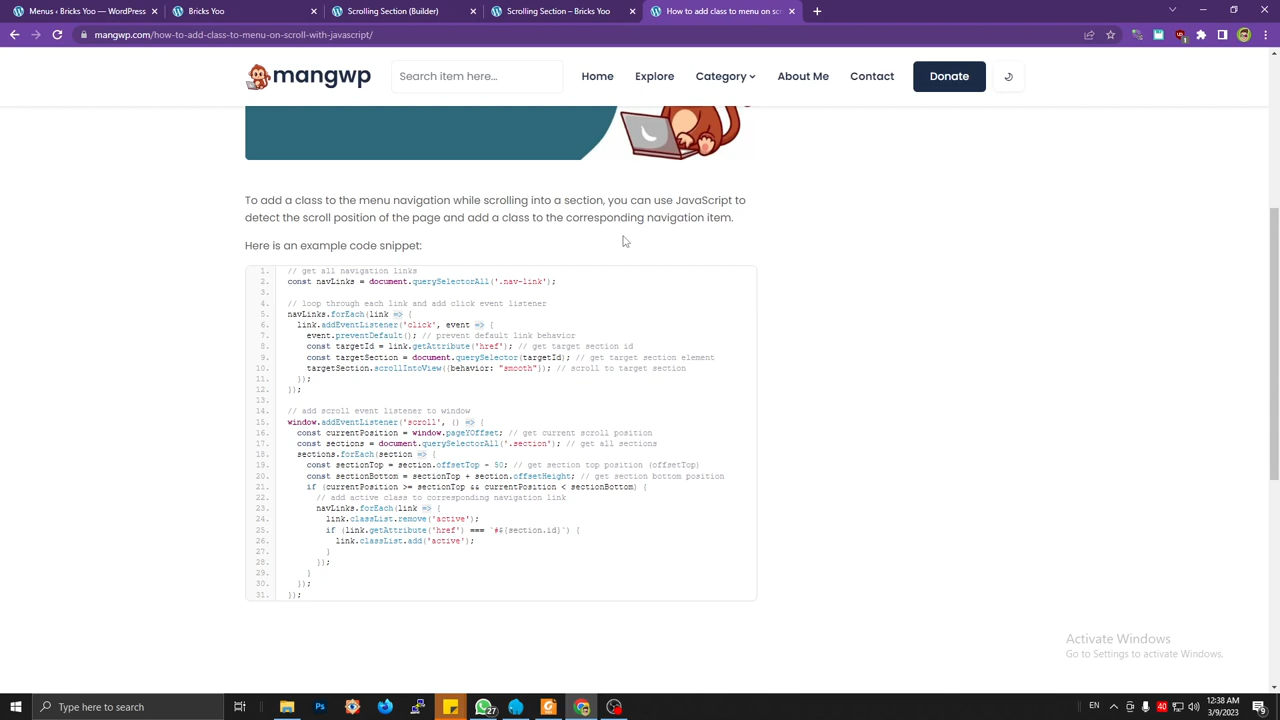 Menus ‹ Bricks Yoo — WordPress
Bricks Yoo
Scrolling Section (Builder)
Scrolling Section – Bricks Yoo
How to add class to menu on scr
mangwp.com/how-to-add-class-to-menu-on-scroll-with-javascript/
mangwp
Search item here...
Home
Explore
Category
About Me
Contact
Donate
To add a class to the menu navigation while scrolling into a section, you can use JavaScript to
detect the scroll position of the page and add a class to the corresponding navigation item.
Here is an example code snippet:
1. // get all navigation links
2. const navLinks = document.querySelectorAll('.nav-link');
3.
4. // loop through each link and add click event listener
5. navLinks.forEach(link => {
6. link.addEventListener('click', event => {
7. event.preventDefault(); // prevent default link behavior
8. const targetId = link.getAttribute('href'); // get target section id
9. const targetSection = document.querySelector(targetId); // get target section element
10. targetSection.scrollIntoView({behavior: "smooth"}); // scroll to target section
11. });
12. });
13.
14. // add scroll event listener to window
15. window.addEventListener('scroll', () => {
16. const currentPosition = window.pageYOffset; // get current scroll position
17. const sections = document.querySelectorAll('.section'); // get all sections
18. sections.forEach(section => {
19. const sectionTop = section.offsetTop - 50; // get section top position (offsetTop)
20. const sectionBottom = sectionTop + section.offsetHeight; // get section bottom position
21. if (currentPosition >= sectionTop && currentPosition < sectionBottom) {
22. // add active class to corresponding navigation link
23. navLinks.forEach(link => {
24. link.classList.remove('active');
25. if (link.getAttribute('href') === `#${section.id}`) {
26. link.classList.add('active');
27. }
28. });
29. }
30. });
31. });
Activate Windows
Go to Settings to activate Windows.
Type here to search
27
EN
40
12:38 AM
3/9/2023